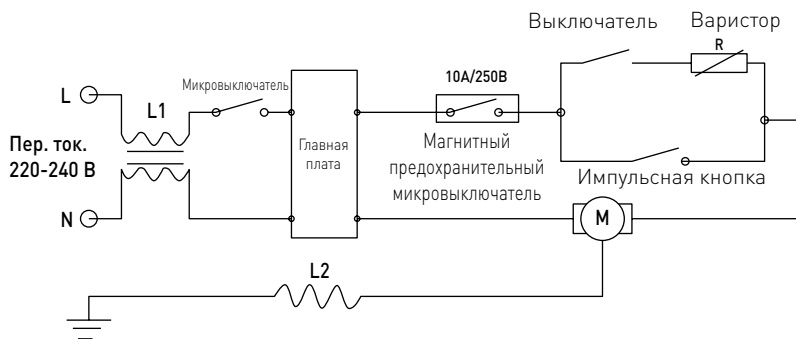 Выключатель
Варистор
R
L
L1
Микровыключатель
10А/250В
Пер. ток.
220-240 В
Главная
плата
Магнитный
предохранительный
микровыключатель
Импульсная кнопка
N
M
L2